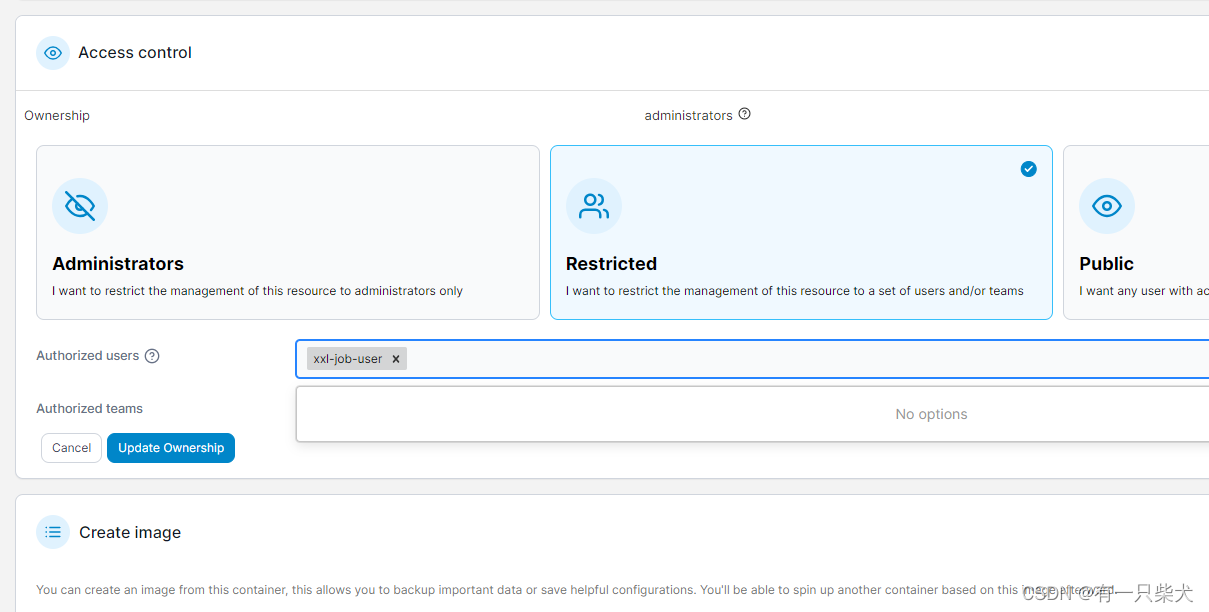 Access control
Ownership
administrators
Administrators
I want to restrict the management of this resource to administrators only
Restricted
I want to restrict the management of this resource to a set of users and/or teams
Public
I want any user with ac
Authorized users
xxl-job-user
Authorized teams
No options
Cancel
Update Ownership
Create image
You can create an image from this container, this allows you to backup important data or save helpful configurations. You'll be able to spin up another container based on this image afterward.
CSDN @有一只柴犬